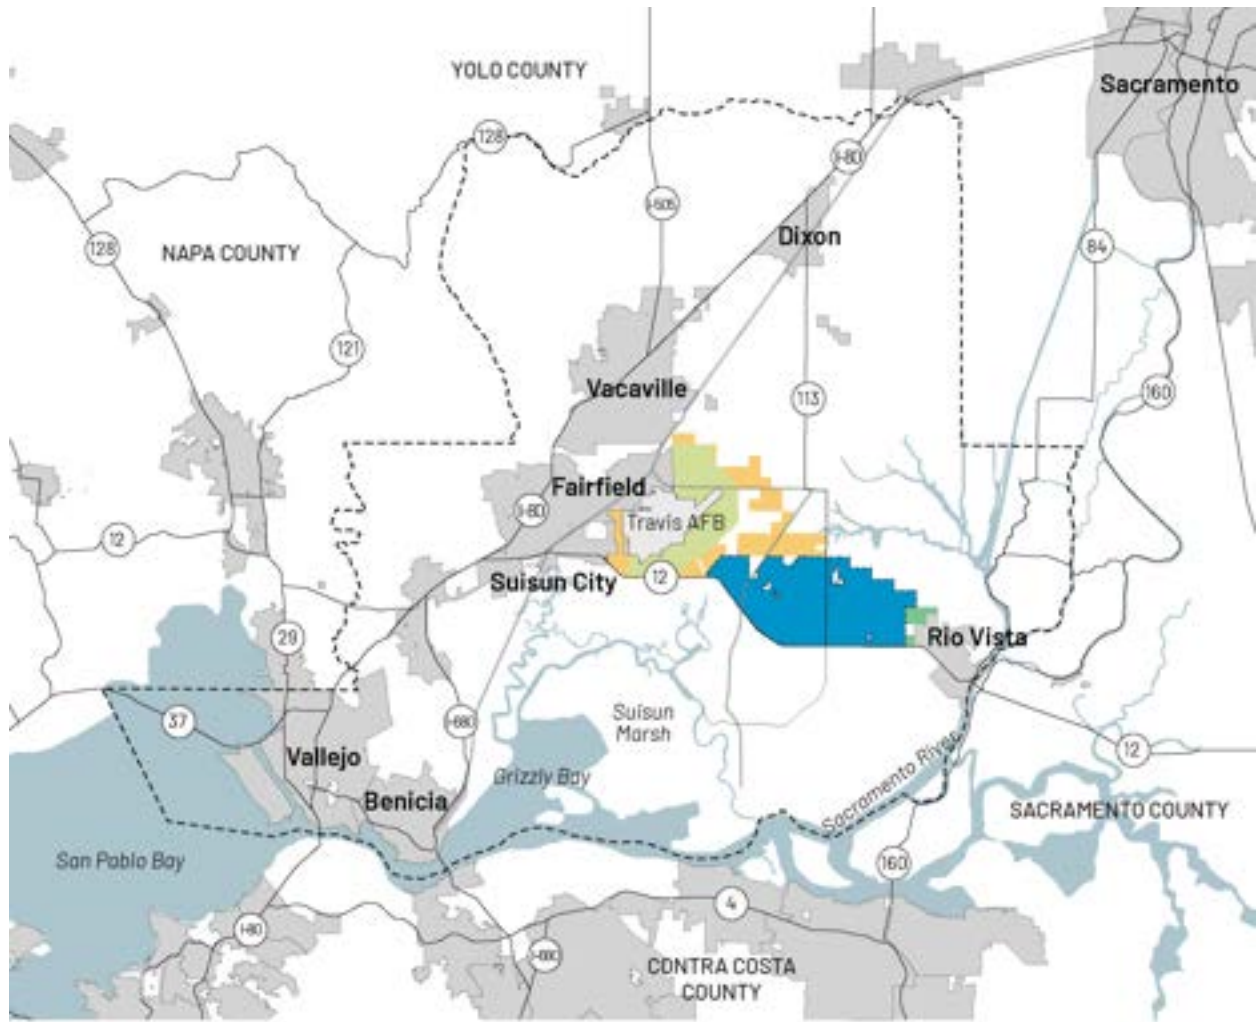 YOLO COUNTY
Sacramento
128
I-80
I-505
Dixon
128
NAPA COUNTY
84
121
Vacaville
113
160
Fairfield
I-80
Travis AFB
12
Suisun City
12
29
Rio Vista
37
I-680
Suisun
Marsh
Vallejo
Grizzly Bay
Benicia
Sacramento River
12
SACRAMENTO COUNTY
San Pablo Bay
160
4
I-80
I-680
CONTRA COSTA
COUNTY